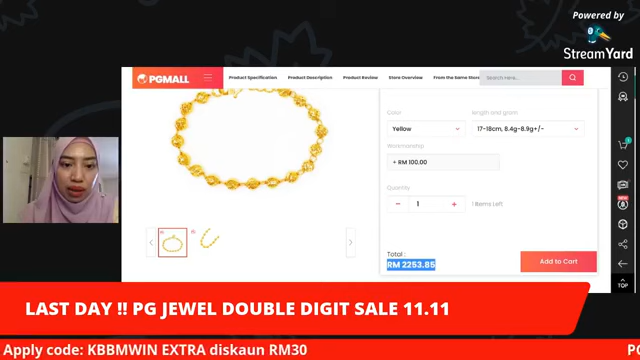 Powered by
StreamYard
PGMALL
Product Specification
Product Description
Product Review
Store Overview
From the Same Store
Search Here...
Color
length and gram
Yellow
17-18cm, 8.4g-8.9g+/-
Workmanship
+ RM 100.00
Quantity
- 1 +
1 Items Left
Total :
RM 2253.85
Add to Cart
TOP
LAST DAY !! PG JEWEL DOUBLE DIGIT SALE 11.11
Apply code: KBBMWIN EXTRA diskaun RM30